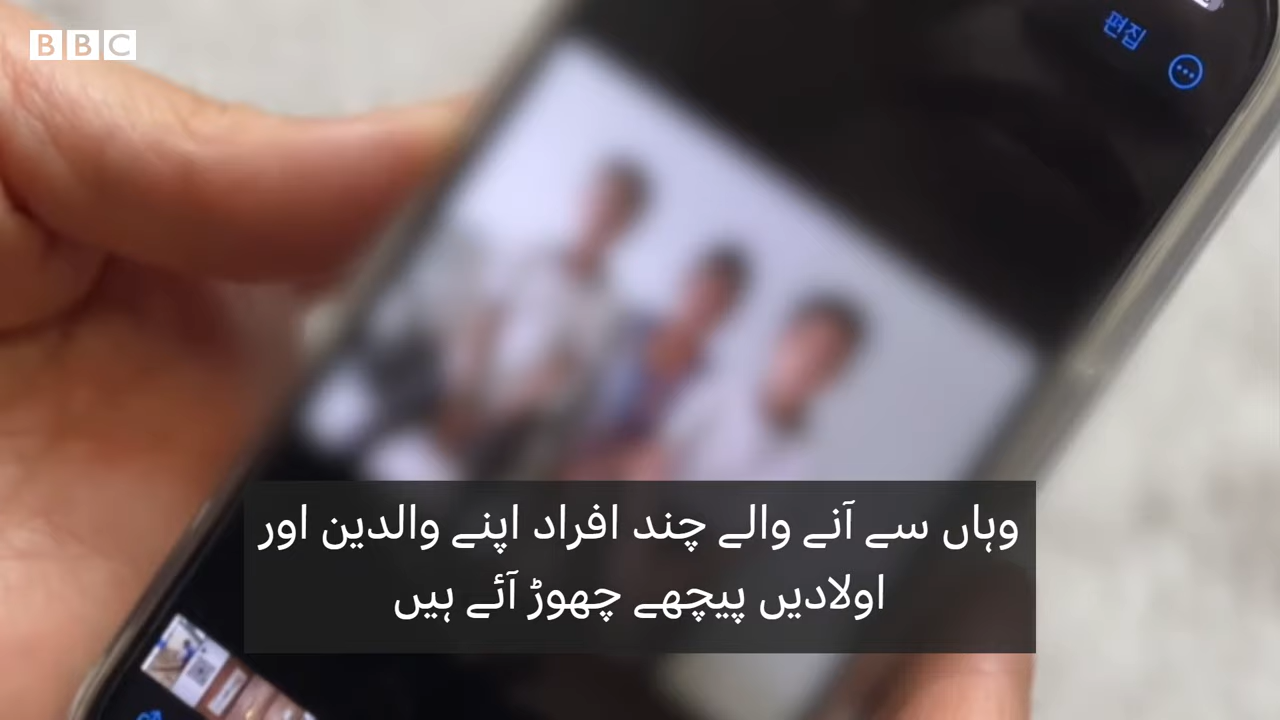 BBC
편집
وہاں سے آنے والے چند افراد اپنے والدین اور
اولادیں پیچھے چھوڑ آئے ہیں